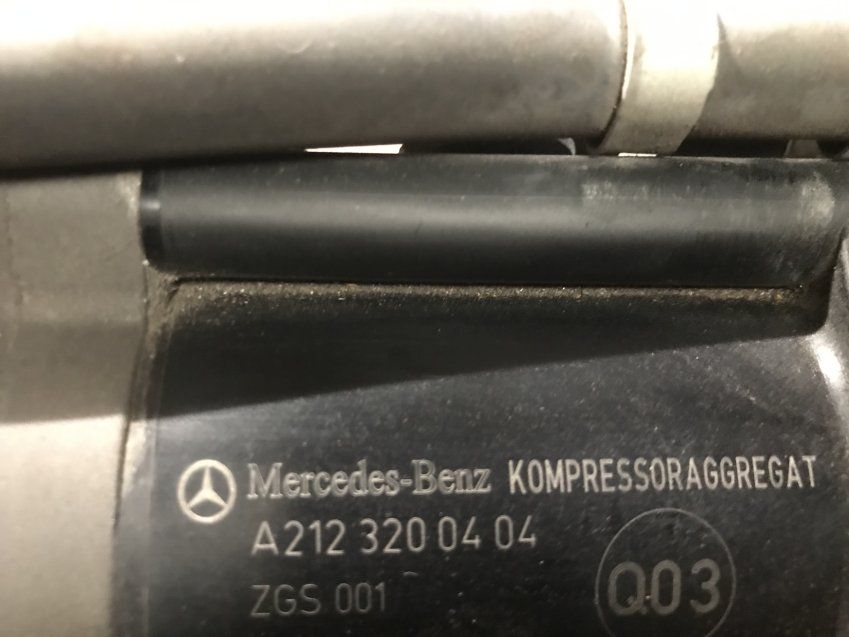 Mercedes-Benz KOMPRESSORAGGREGAT
A 212 320 04 04
ZGS 001
Q03